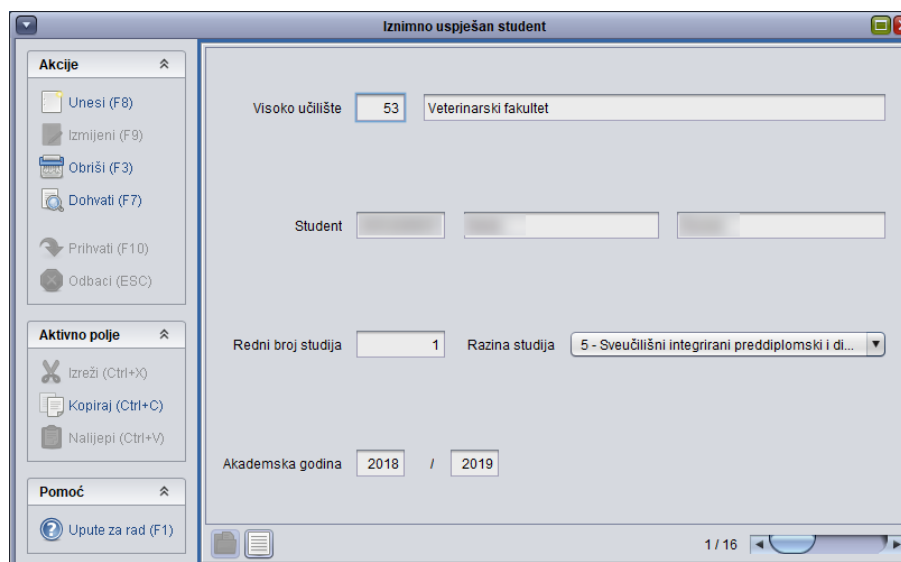 Iznimno uspješan student
Akcije
Unesi (F8)
Izmijeni (F9)
Obriši (F3)
Dohvati (F7)
Prihvati (F10)
Odbaci (ESC)
Aktivno polje
Izreži (Ctrl+X)
Kopiraj (Ctrl+C)
Nalijepi (Ctrl+V)
Pomoć
Upute za rad (F1)
Visoko učilište 53 Veterinarski fakultet
Student
Redni broj studija 1 Razina studija 5 - Sveučilišni integrirani preddiplomski i di...
Akademska godina 2018 / 2019
1 / 16